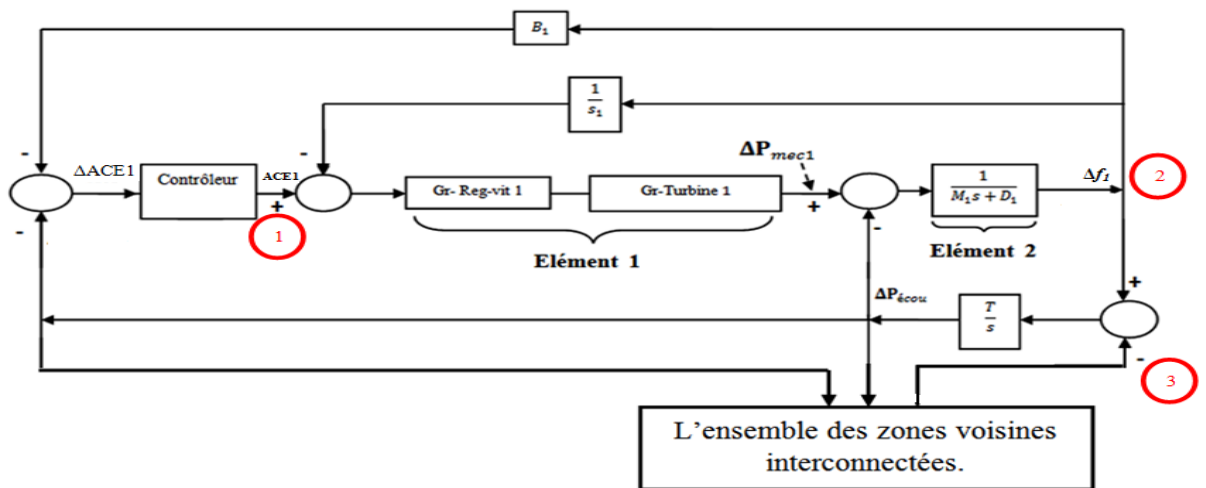 B₁
1
s₁
-
-
ΔACE1
Contrôleur
ACE1
+
1
-
Gr- Reg-vit 1
Gr-Turbine 1
Elément 1
ΔPmec1
+
-
1
M₁s + D₁
Elément 2
Δf₁
2
ΔPécou
T
s
+
-
3
L'ensemble des zones voisines
interconnectées.